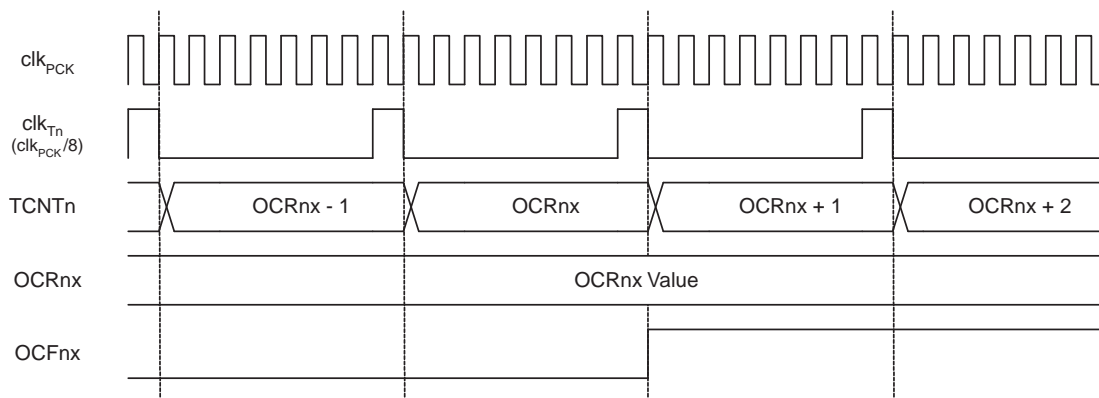 clkPCK
clkTn
(clkPCK/8)
TCNTn OCRnx - 1 OCRnx OCRnx + 1 OCRnx + 2
OCRnx OCRnx Value
OCFnx